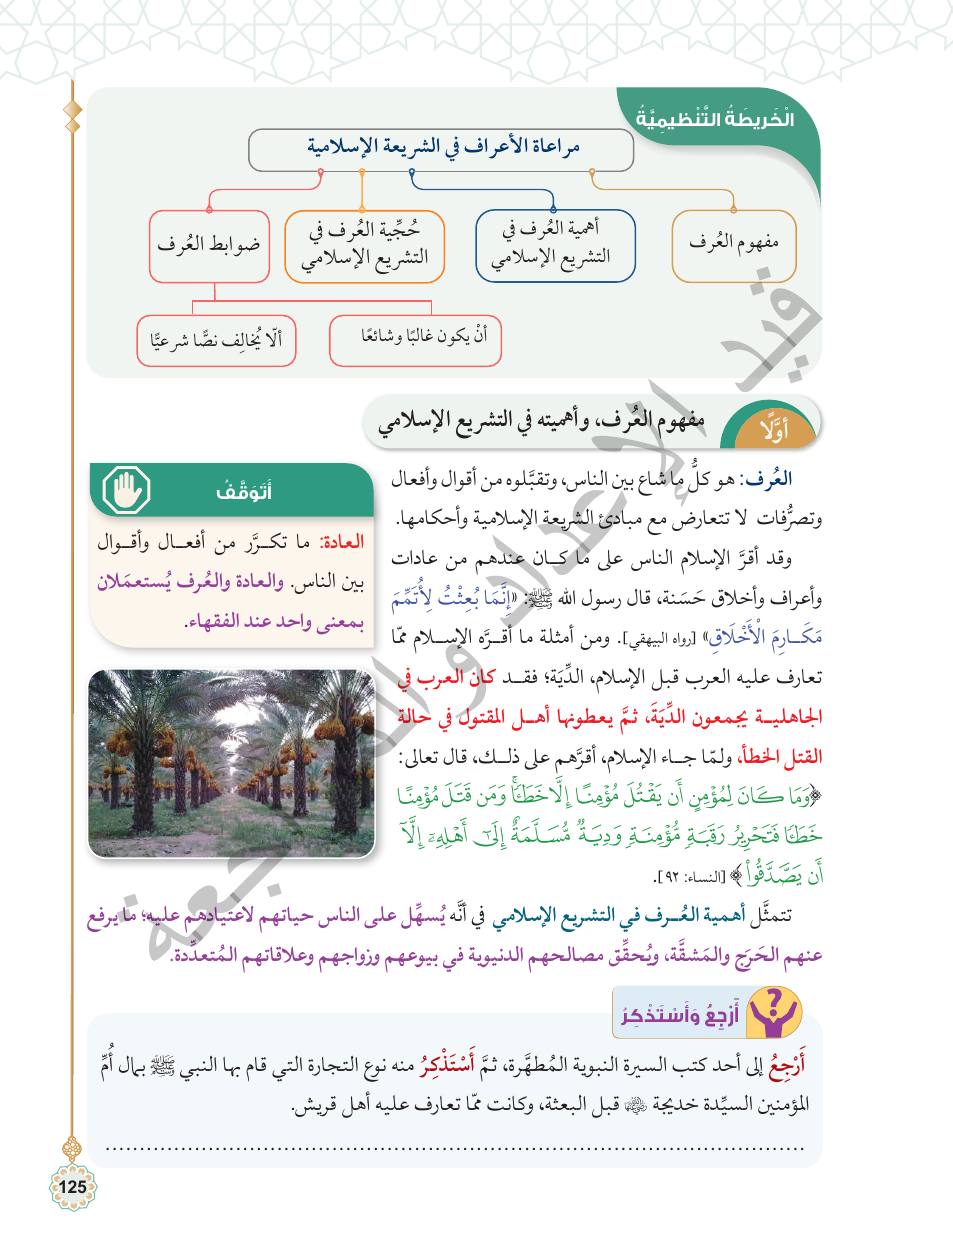 الْخَرِيطَةُ التَّنْظِيمِيَّةُ
مراعاة الأعراف في الشريعة الإسلامية
مفهوم العُرف
أهمية العُرف في
التشريع الإسلامي
حُجِّية العُرف في
التشريع الإسلامي
ضوابط العُرف
أنْ يكون غالبًا وشائعًا
ألّا يُخالِف نصًّا شرعيًّا
أوَّلًا
مفهوم العُرف، وأهميته في التشريع الإسلامي
العُرف: هو كلُّ ما شاع بين الناس، وتقبَّلوه من أقوال وأفعال
وتصرُّفات لا تتعارض مع مبادئ الشريعة الإسلامية وأحكامها.
وقد أقرَّ الإسلام الناس على ما كان عندهم من عادات
وأعراف وأخلاق حَسَنة، قال رسول الله ﷺ: «إِنَّمَا بُعِثْتُ لِأُتَمِّمَ
مَكَارِمَ الْأَخْلَاقِ» [رواه البيهقي]. ومن أمثلة ما أقرَّه الإسلام ممّا
تعارف عليه العرب قبل الإسلام، الدِّيَة؛ فقد كان العرب في
الجاهلية يجمعون الدِّيَةَ، ثمَّ يعطونها أهل المقتول في حالة
القتل الخطأ، ولمّا جاء الإسلام، أقرَّهم على ذلك، قال تعالى:
﴿وَمَا كَانَ لِمُؤْمِنٍ أَن يَقْتُلَ مُؤْمِنًا إِلَّا خَطَـًٔا ۚ وَمَن قَتَلَ مُؤْمِنًا
خَطَـًٔا فَتَحْرِيرُ رَقَبَةٍ مُّؤْمِنَةٍ وَدِيَةٌ مُّسَلَّمَةٌ إِلَىٰٓ أَهْلِهِۦٓ إِلَّآ
أَن يَصَّدَّقُوا۟﴾ [النساء: ٩٢].
أَتَوَقَّفُ
العادة: ما تكرَّر من أفعال وأقوال
بين الناس. والعادة والعُرف يُستعمَلان
بمعنى واحد عند الفقهاء.
تتمثَّل أهمية العُرف في التشريع الإسلامي في أنَّه يُسهِّل على الناس حياتهم لاعتيادهم عليه؛ ما يرفع
عنهم الحَرَج والمَشقَّة، ويُحقِّق مصالحهم الدنيوية في بيوعهم وزواجهم وعلاقاتهم المُتعدِّدة.
أَرْجِعُ وَأَسْتَذْكِرُ
أَرْجِعُ إلى أحد كتب السيرة النبوية المُطهَّرة، ثمَّ أَسْتَذْكِرُ منه نوع التجارة التي قام بها النبي ﷺ بمال أُمِّ
المؤمنين السيِّدة خديجة رضي الله عنها قبل البعثة، وكانت ممّا تعارف عليه أهل قريش.
................................................................
125
قيد الإعداد والمراجعة